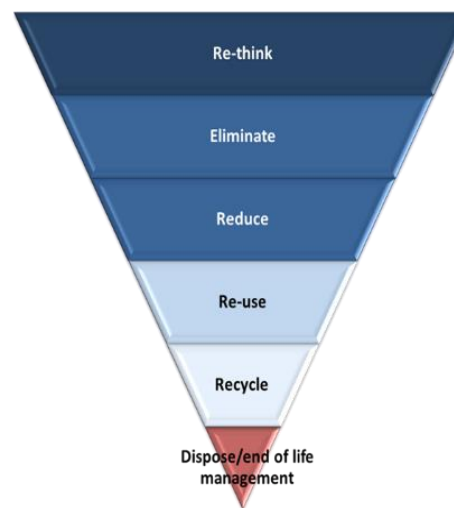 Re-think
Eliminate
Reduce
Re-use
Recycle
Dispose/end of life
management